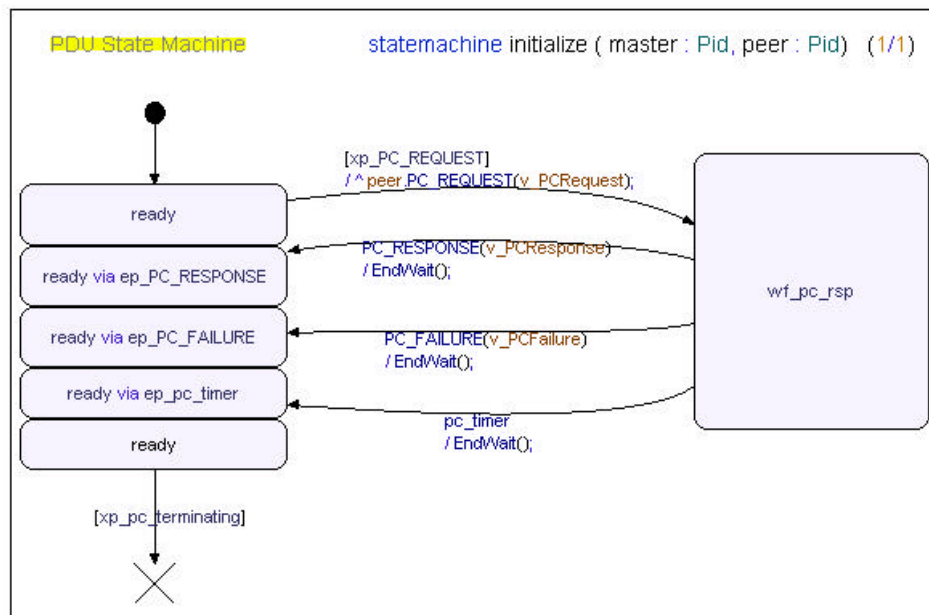 PDU State Machine statemachine initialize ( master : Pid, peer : Pid) (1/1)
[xp_PC_REQUEST]
/ ^ peer.PC_REQUEST(v_PCRequest);
ready
PC_RESPONSE(v_PCResponse)
/ EndWait();
ready via ep_PC_RESPONSE
wf_pc_rsp
ready via ep_PC_FAILURE
PC_FAILURE(v_PCFailure)
/ EndWait();
ready via ep_pc_timer
pc_timer
/ EndWait();
ready
[xp_pc_terminating]